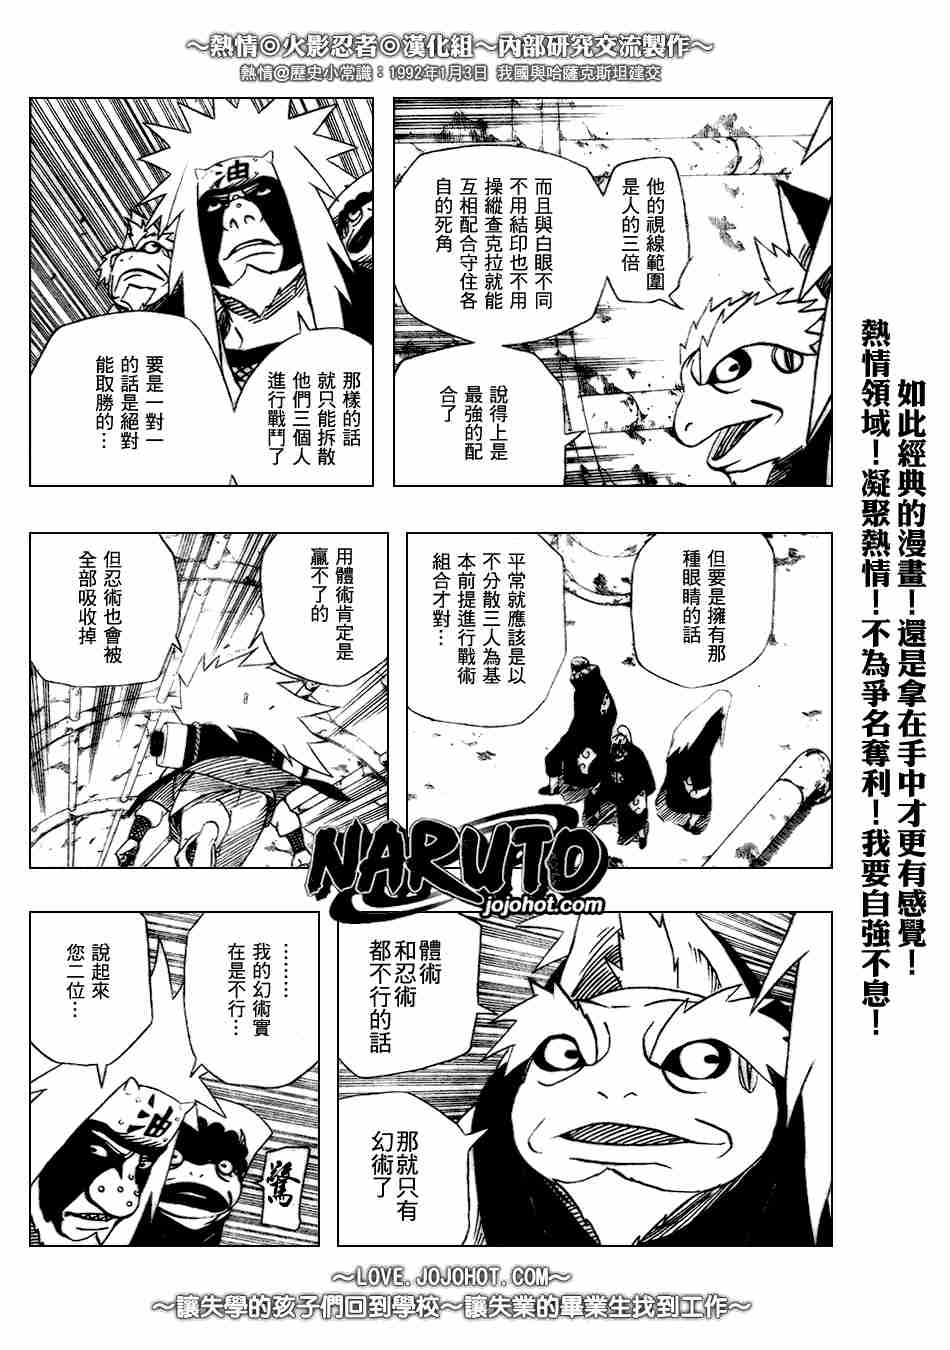 ～熱情◎火影忍者◎漢化組～內部研究交流製作～
熱情@歷史小常識：1992年1月3日 我國與哈薩克斯坦建交
他的視線範圍
是人的三倍
而且與白眼不同
不用結印也不用
操縱查克拉就能
互相配合守住各
自的死角
說得上是
最強的配
合了
油
那樣的話
就只能拆散
他們三個人
進行戰鬥了
要是一對一
的話是絕對
能取勝的…
但要是擁有那
種眼睛的話
平常就應該是以
不分散三人為基
本前提進行戰術
組合才對…
用體術肯定是
贏不了的
但忍術也會被
全部吸收掉
NARUTO
jojohot.com
體術
和忍術
都不行的話
那就只有
幻術了
………
我的幻術實
在是不行…
說起來
您二位…
油
驚
如此經典的漫畫！還是拿在手中才更有感覺！
熱情領域！凝聚熱情！不為爭名奪利！我要自強不息！
～LOVE.JOJOHOT.COM～
～讓失學的孩子們回到學校～讓失業的畢業生找到工作～